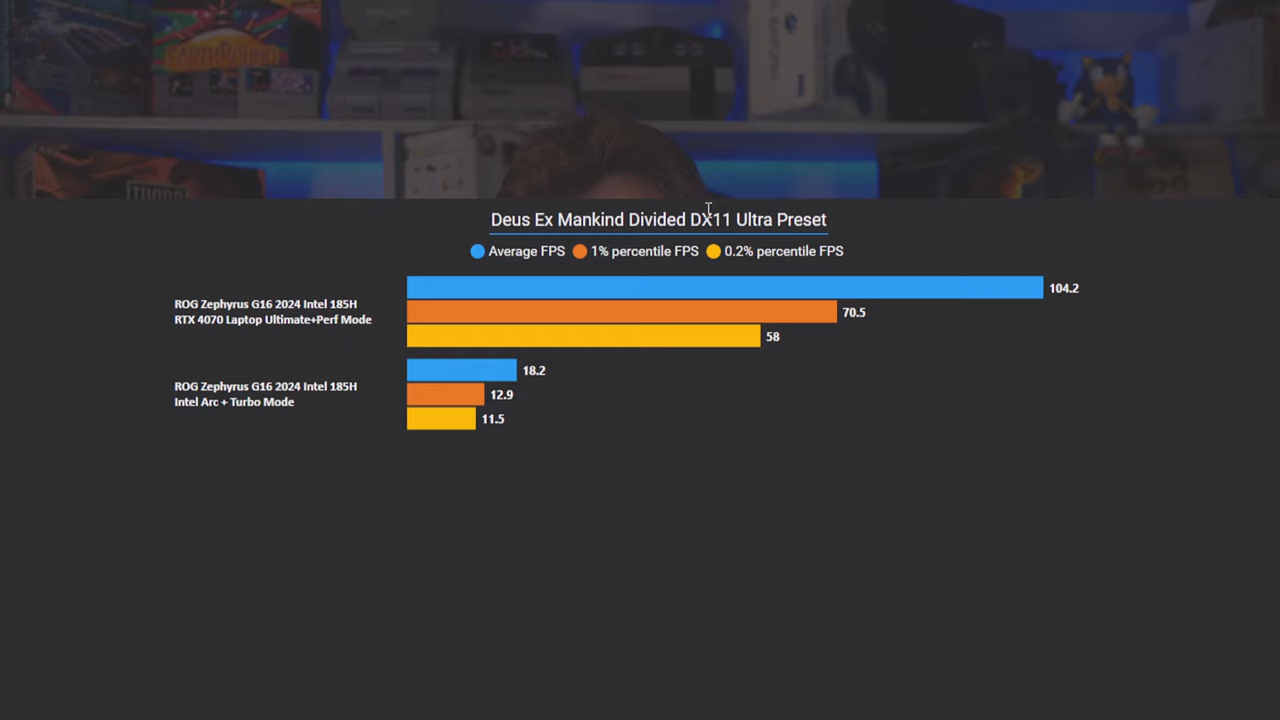 EARTHBOUND
TURBO
Deus Ex Mankind Divided DX11 Ultra Preset
Average FPS 1% percentile FPS 0.2% percentile FPS
ROG Zephyrus G16 2024 Intel 185H
RTX 4070 Laptop Ultimate+Perf Mode
104.2
70.5
58
ROG Zephyrus G16 2024 Intel 185H
Intel Arc + Turbo Mode
18.2
12.9
11.5